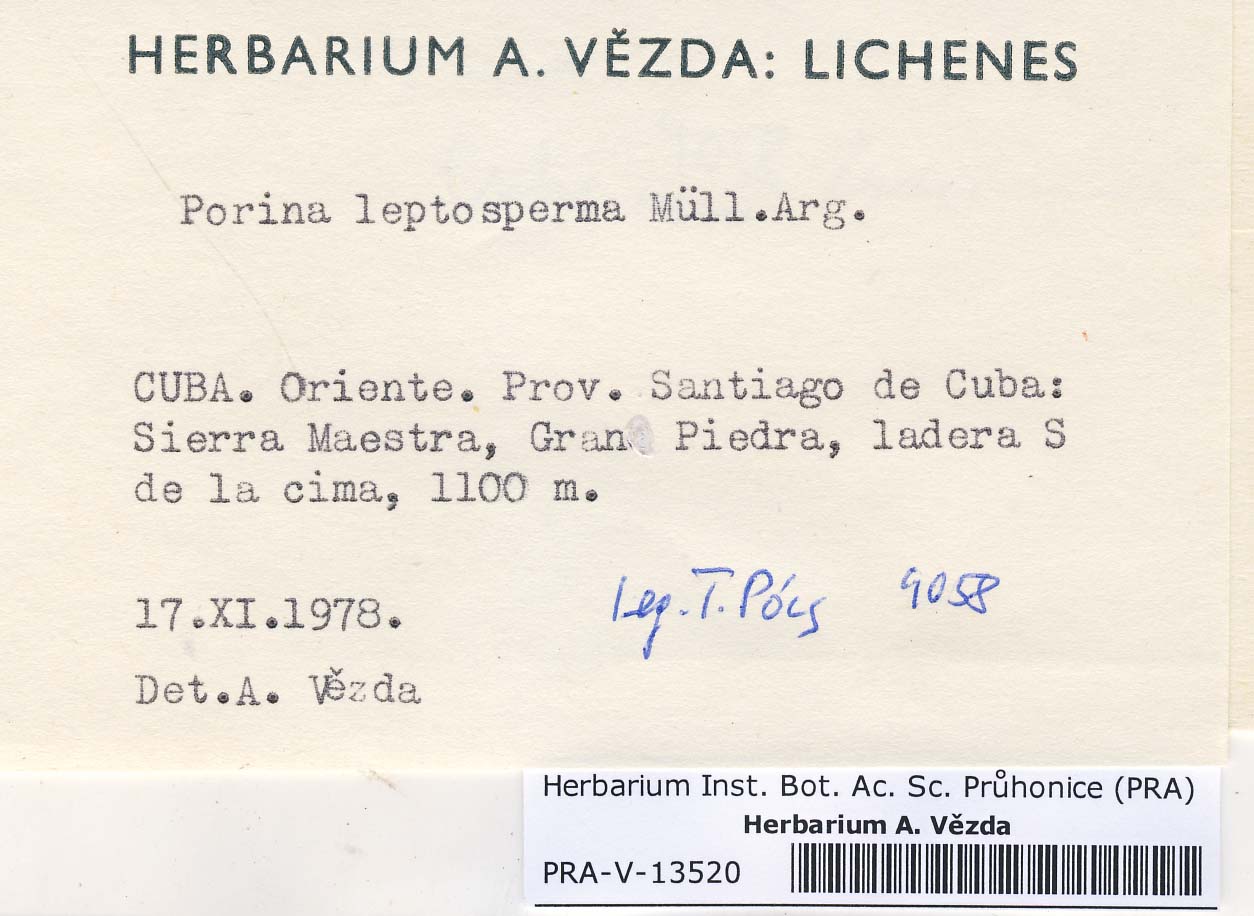 HERBARIUM A. VĚZDA: LICHENES
Porina leptosperma Müll.Arg.
CUBA. Oriente. Prov. Santiago de Cuba:
Sierra Maestra, Gran Piedra, ladera S
de la cima, 1100 m.
17.XI.1978.
leg. T. Pócs 9058
Det.A. Vězda
Herbarium Inst. Bot. Ac. Sc. Průhonice (PRA)
Herbarium A. Vězda
PRA-V-13520